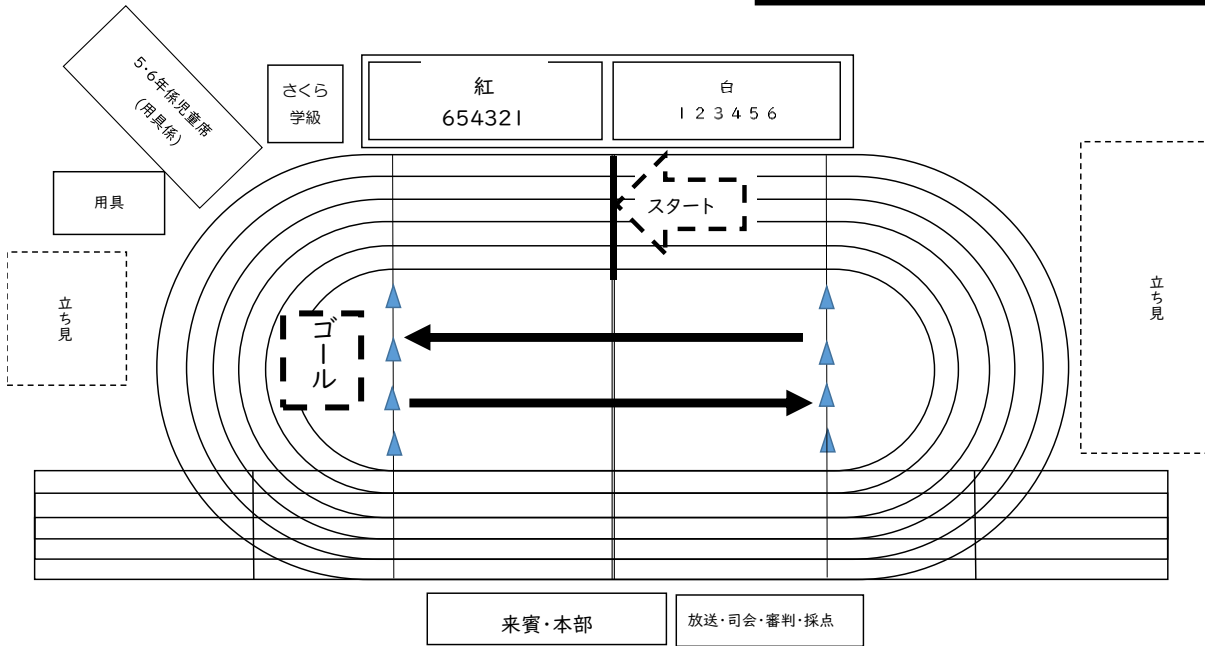 5・6年係児童席
(用具係)
さくら
学級
紅
654321
白
１２３４５６
用具
スタート
立ち見
ゴール
立ち見
来賓・本部
放送・司会・審判・採点